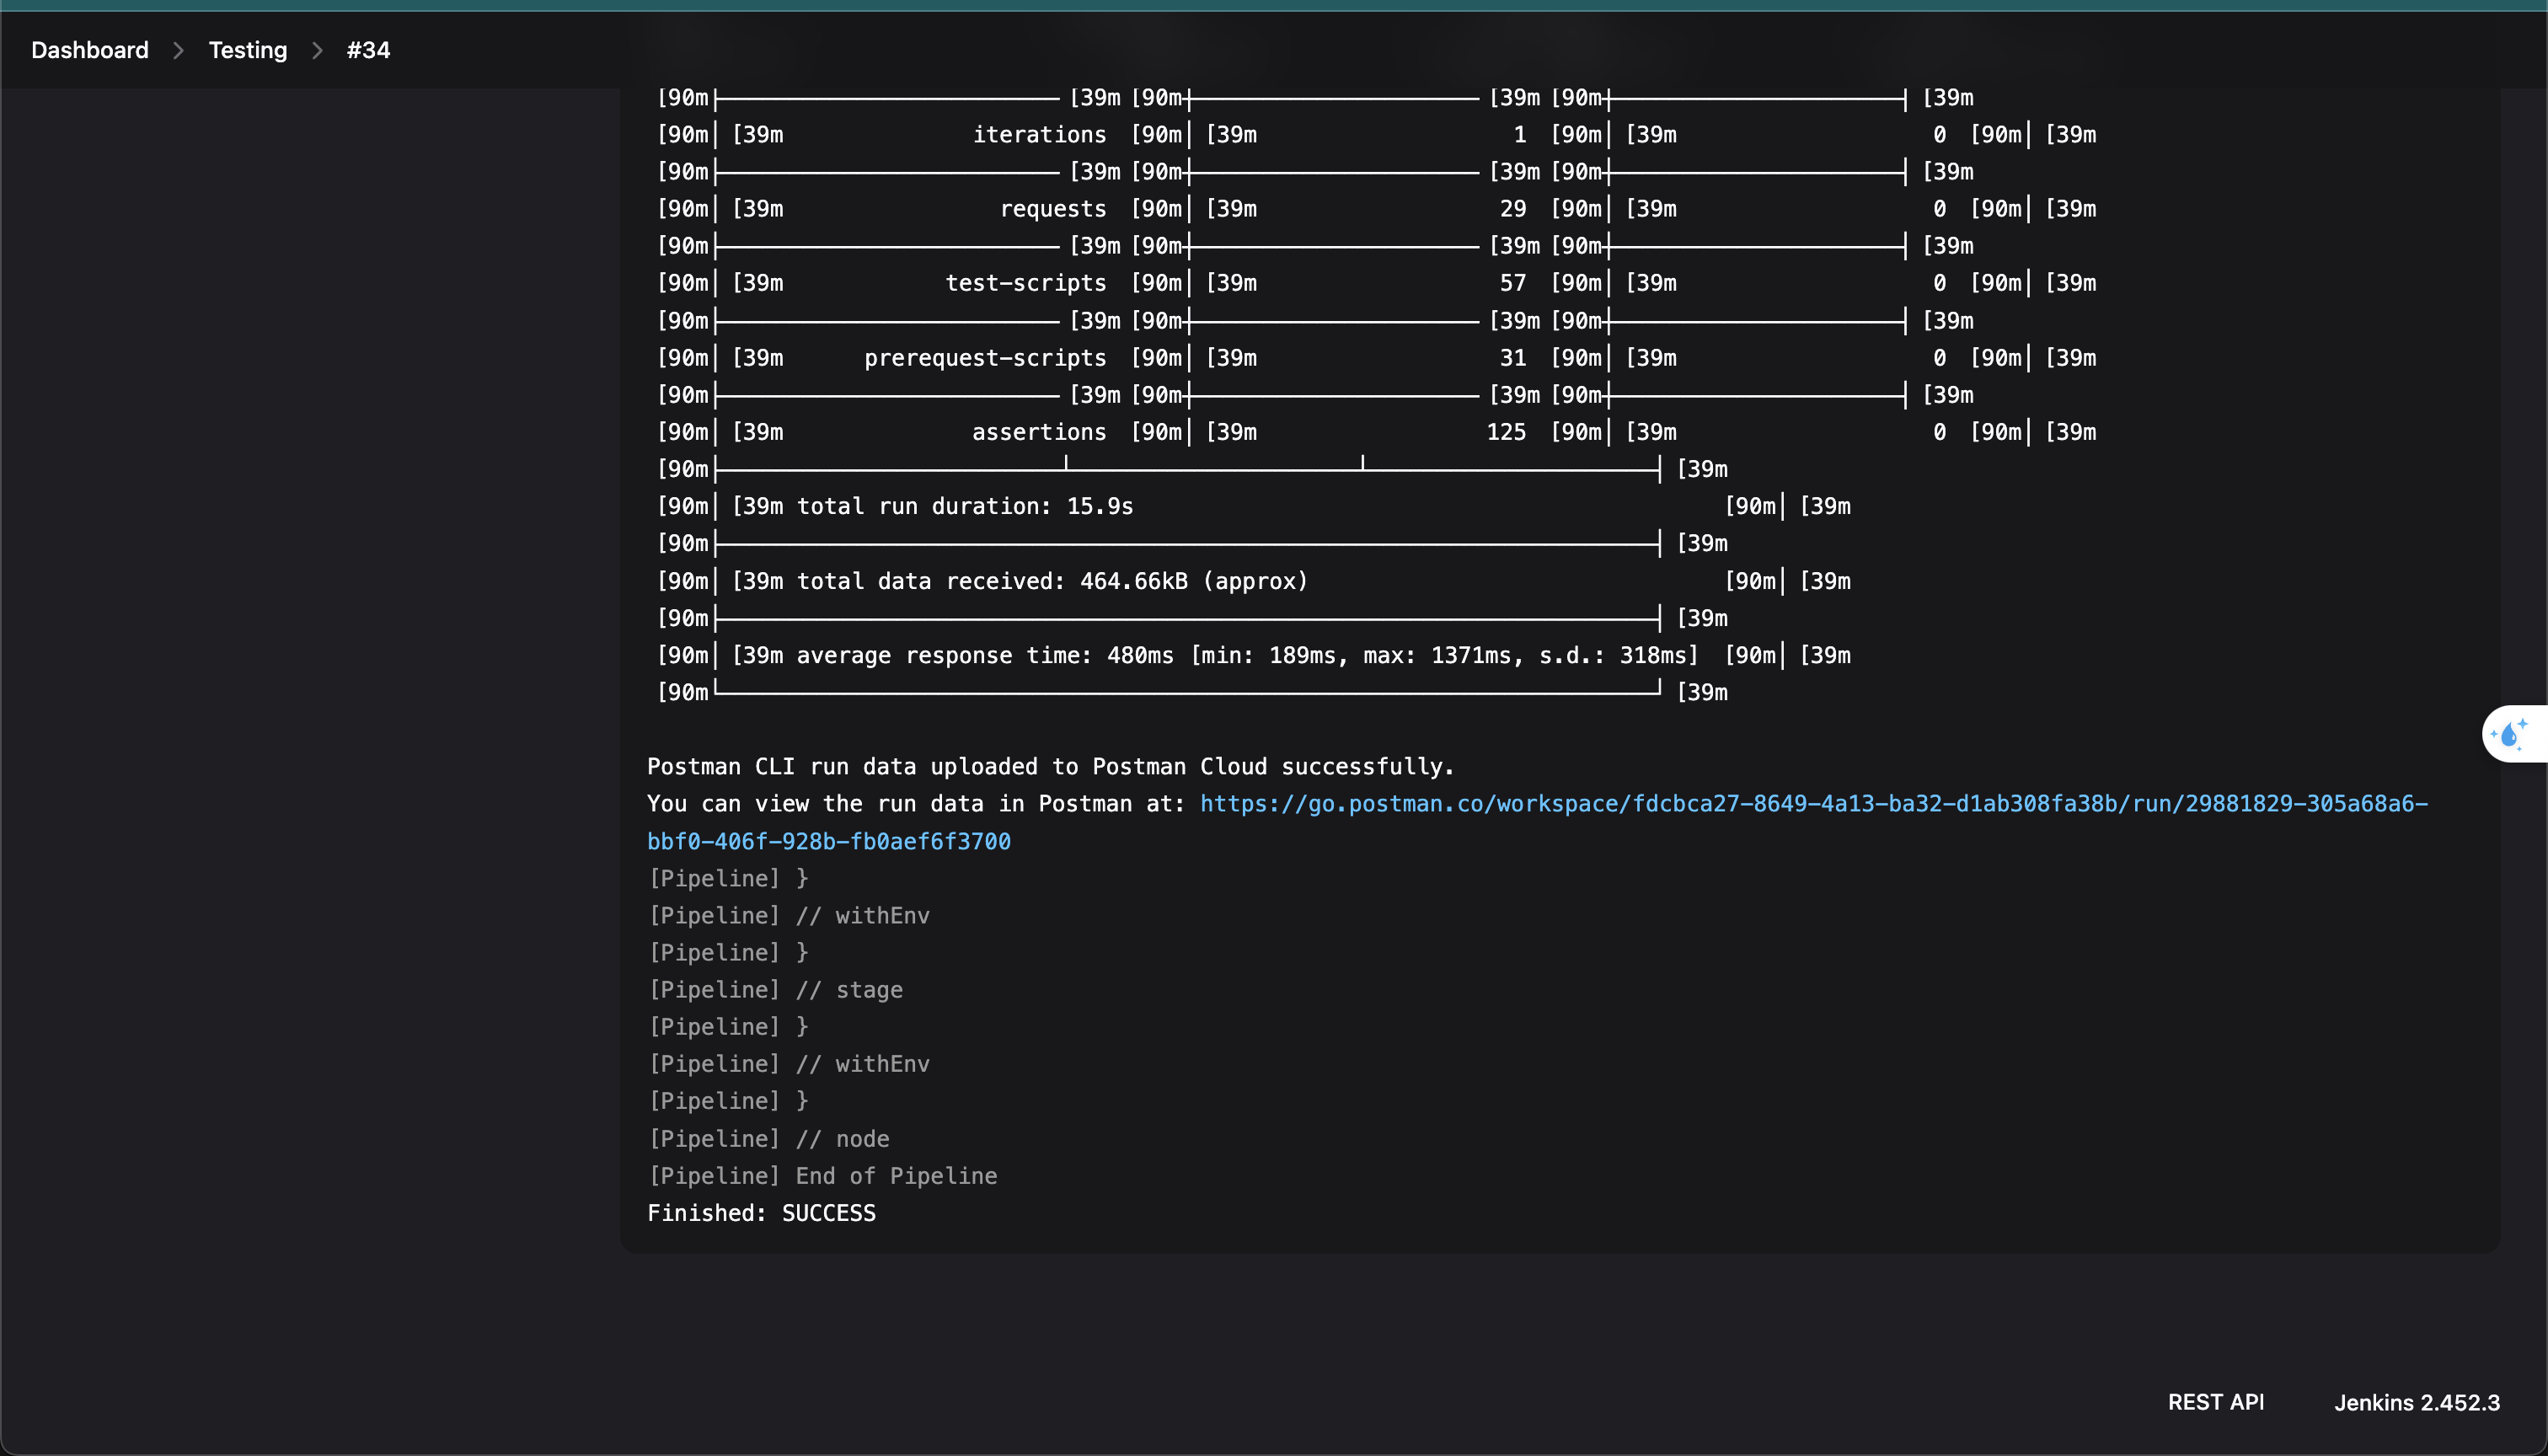 Dashboard > Testing > #34
[90m├─────────────────────────[39m[90m┼─────────────────────[39m[90m┼──────────────────────┤[39m
[90m│[39m iterations [90m│[39m 1 [90m│[39m 0 [90m│[39m
[90m├─────────────────────────[39m[90m┼─────────────────────[39m[90m┼──────────────────────┤[39m
[90m│[39m requests [90m│[39m 29 [90m│[39m 0 [90m│[39m
[90m├─────────────────────────[39m[90m┼─────────────────────[39m[90m┼──────────────────────┤[39m
[90m│[39m test-scripts [90m│[39m 57 [90m│[39m 0 [90m│[39m
[90m├─────────────────────────[39m[90m┼─────────────────────[39m[90m┼──────────────────────┤[39m
[90m│[39m prerequest-scripts [90m│[39m 31 [90m│[39m 0 [90m│[39m
[90m├─────────────────────────[39m[90m┼─────────────────────[39m[90m┼──────────────────────┤[39m
[90m│[39m assertions [90m│[39m 125 [90m│[39m 0 [90m│[39m
[90m├─────────────────────────┴─────────────────────┴──────────────────────┤[39m
[90m│[39m total run duration: 15.9s [90m│[39m
[90m├──────────────────────────────────────────────────────────────────────┤[39m
[90m│[39m total data received: 464.66kB (approx) [90m│[39m
[90m├──────────────────────────────────────────────────────────────────────┤[39m
[90m│[39m average response time: 480ms [min: 189ms, max: 1371ms, s.d.: 318ms] [90m│[39m
[90m└──────────────────────────────────────────────────────────────────────┘[39m
Postman CLI run data uploaded to Postman Cloud successfully.
You can view the run data in Postman at: https://go.postman.co/workspace/fdcbca27-8649-4a13-ba32-d1ab308fa38b/run/29881829-305a68a6-
bbf0-406f-928b-fb0aef6f3700
[Pipeline] }
[Pipeline] // withEnv
[Pipeline] }
[Pipeline] // stage
[Pipeline] }
[Pipeline] // withEnv
[Pipeline] }
[Pipeline] // node
[Pipeline] End of Pipeline
Finished: SUCCESS
REST API Jenkins 2.452.3